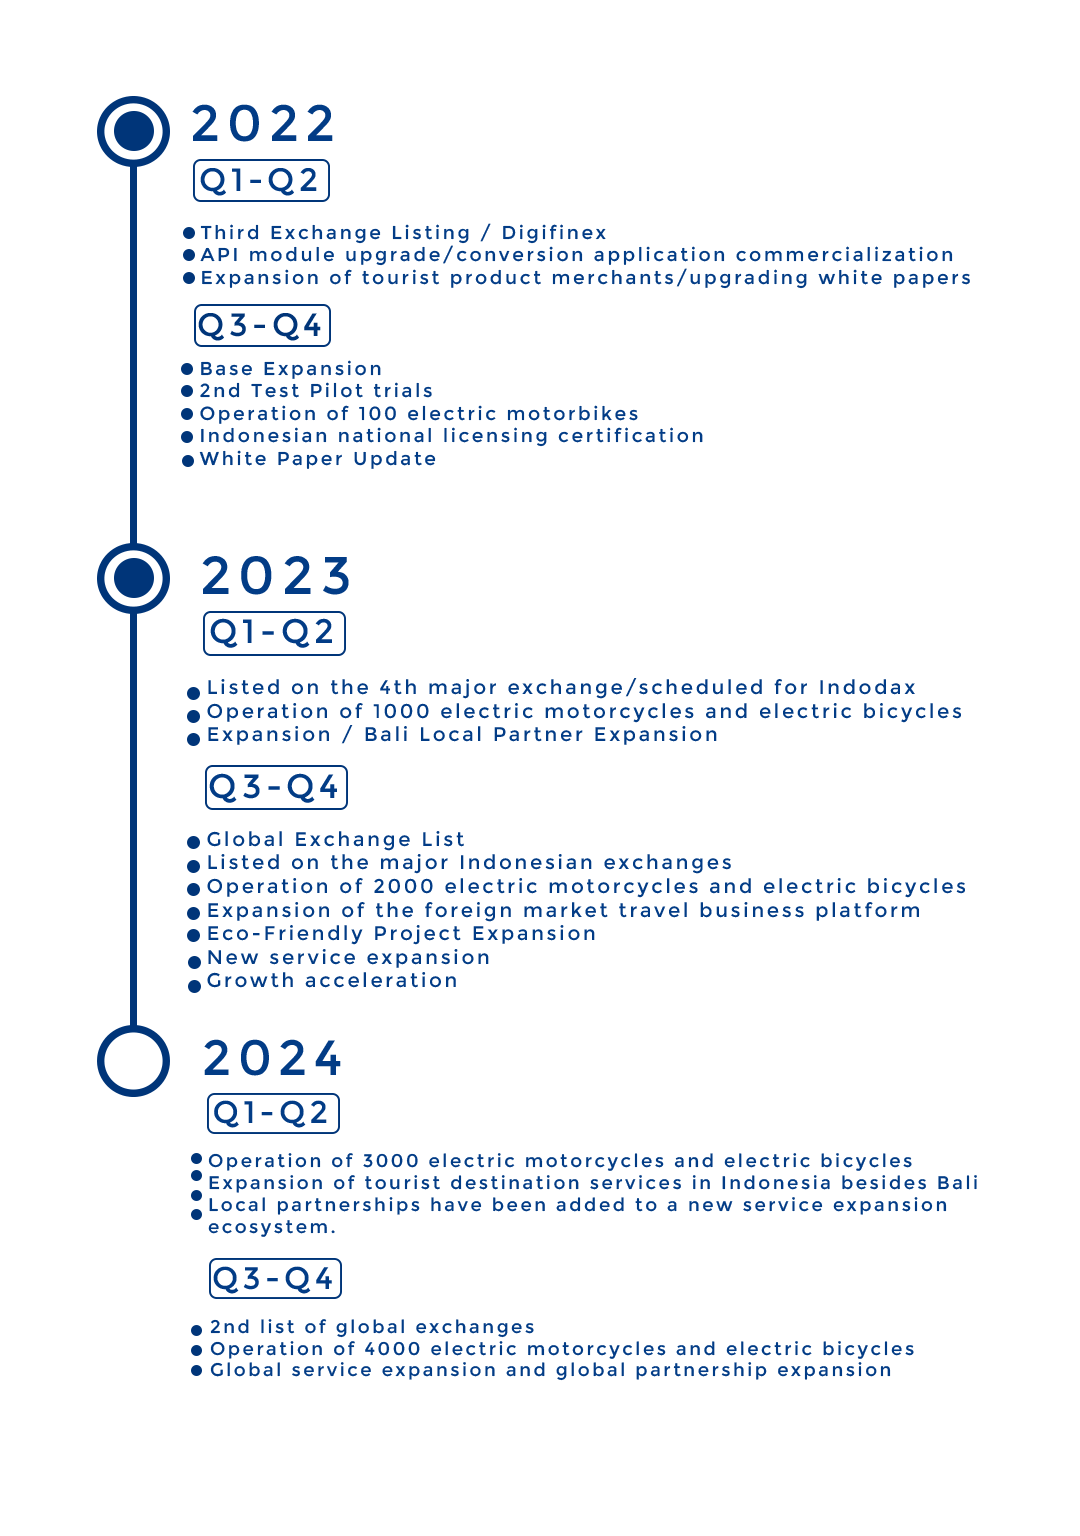 2022
Q1-Q2
Third Exchange Listing / Digifinex
API module upgrade/conversion application commercialization
Expansion of tourist product merchants/upgrading white papers
Q3-Q4
Base Expansion
2nd Test Pilot trials
Operation of 100 electric motorbikes
Indonesian national licensing certification
White Paper Update
2023
Q1-Q2
Listed on the 4th major exchange/scheduled for Indodax
Operation of 1000 electric motorcycles and electric bicycles
Expansion / Bali Local Partner Expansion
Q3-Q4
Global Exchange List
Listed on the major Indonesian exchanges
Operation of 2000 electric motorcycles and electric bicycles
Expansion of the foreign market travel business platform
Eco-Friendly Project Expansion
New service expansion
Growth acceleration
2024
Q1-Q2
Operation of 3000 electric motorcycles and electric bicycles
Expansion of tourist destination services in Indonesia besides Bali
Local partnerships have been added to a new service expansion
ecosystem.
Q3-Q4
2nd list of global exchanges
Operation of 4000 electric motorcycles and electric bicycles
Global service expansion and global partnership expansion